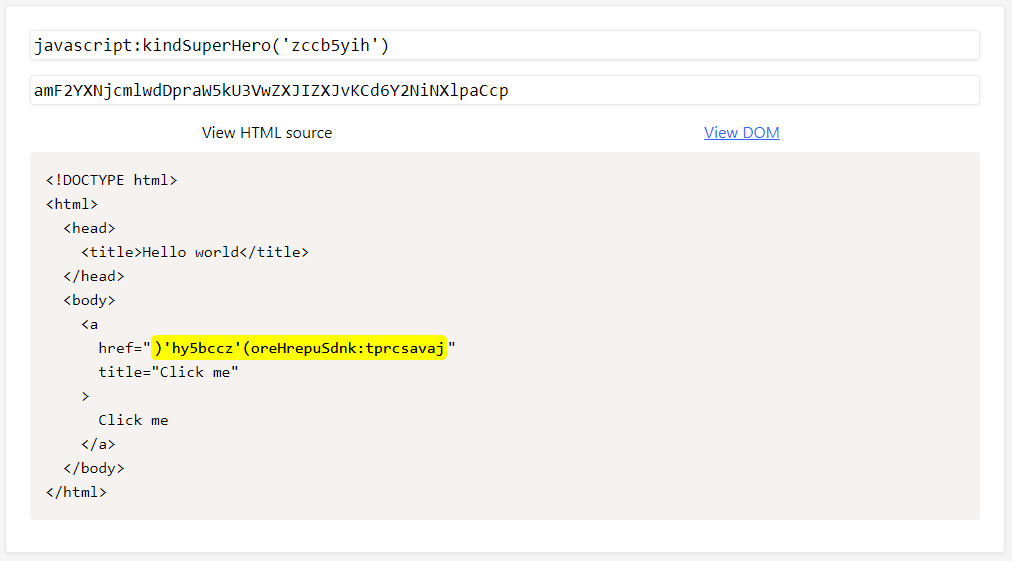 javascript:kindSuperHero('zccb5yih')
amF2YXNjcmlwdDpraW5kU3VwZXJIZXJvKCd6Y2NiNXlpaCcp
View HTML source View DOM
<!DOCTYPE html>
<html>
<head>
<title>Hello world</title>
</head>
<body>
<a
href=")'hy5bccz'(oreHrepuSdnk:tprcsavaj"
title="Click me"
>
Click me
</a>
</body>
</html>